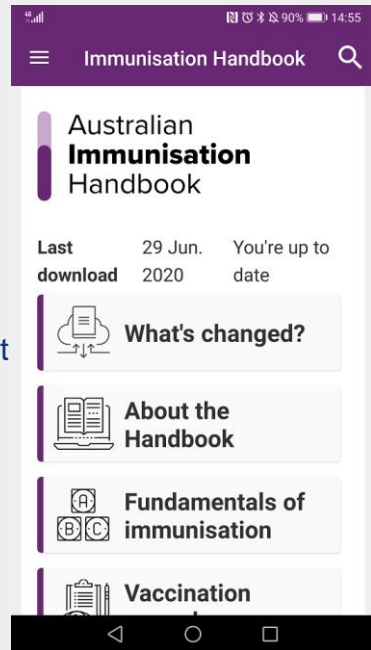 4G 90% 14:55
Immunisation Handbook
Australian
Immunisation
Handbook
Last 29 Jun. You're up to
download 2020 date
What's changed?
t
About the
Handbook
A
Fundamentals of
B C immunisation
Vaccination